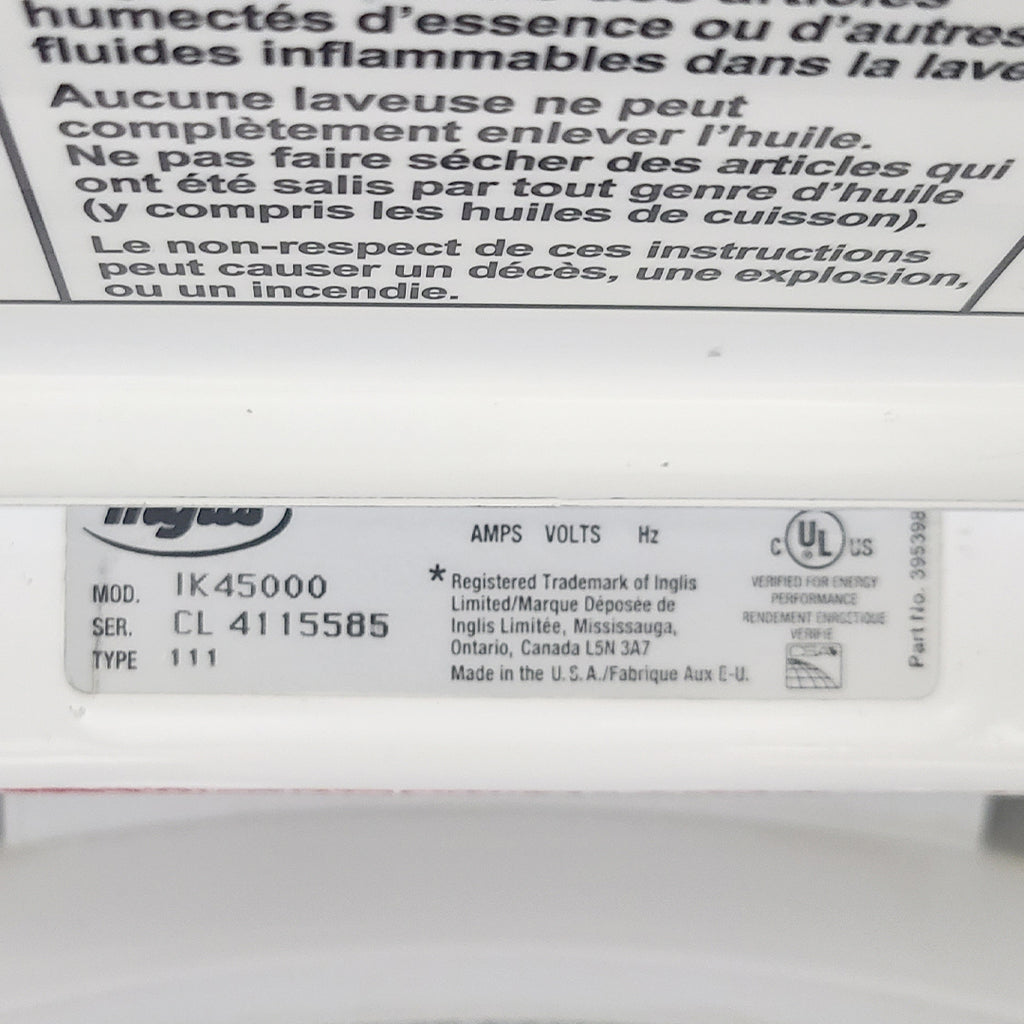 humectés d'essence ou d'autres
fluides inflammables dans la lave
Aucune laveuse ne peut
complètement enlever l'huile.
Ne pas faire sécher des articles qui
ont été salis par tout genre d'huile
(y compris les huiles de cuisson).
Le non-respect de ces instructions
peut causer un décès, une explosion,
ou un incendie.
Inglis
AMPS VOLTS Hz
MOD. IK45000
SER. CL 4115585
TYPE 111
* Registered Trademark of Inglis
Limited/Marque Déposée de
Inglis Limitée, Mississauga,
Ontario, Canada L5N 3A7
Made in the U.S.A./Fabrique Aux E-U.
C UL ® US
VERIFIED FOR ENERGY
PERFORMANCE
RENDEMENT ENRGETIQUE
VERIFIE
Part No. 395398